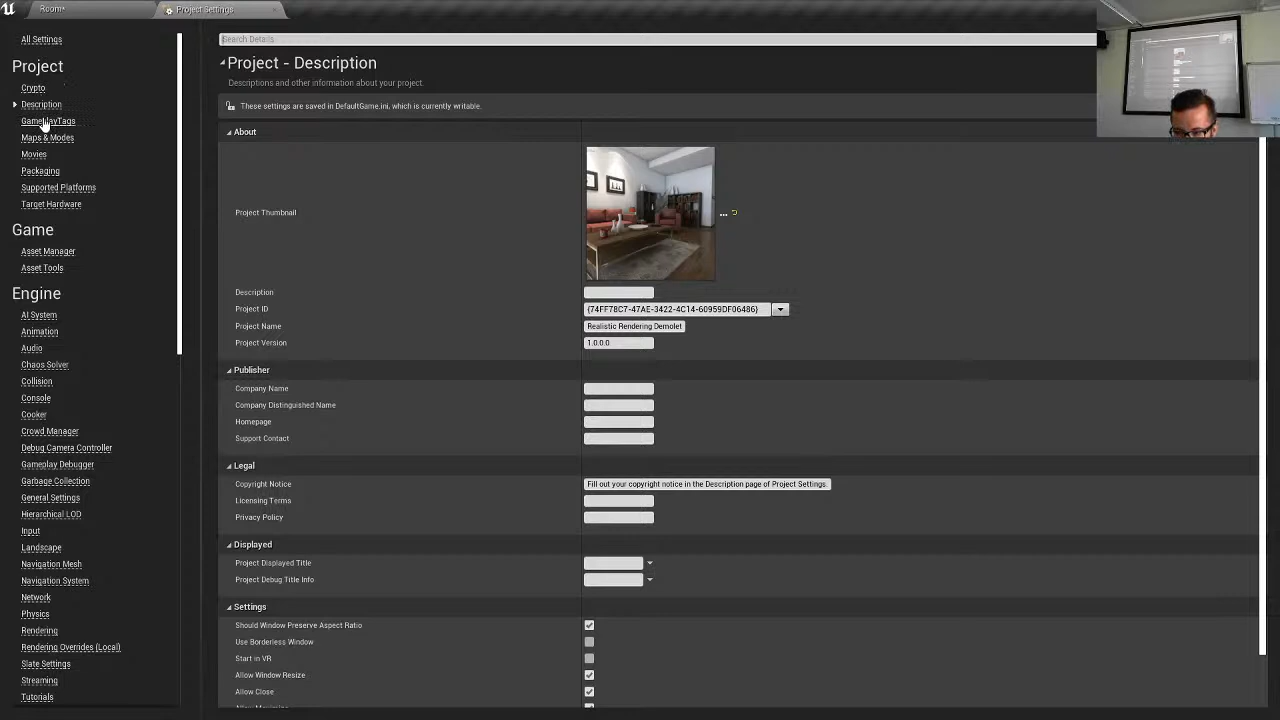 Room*
Project Settings
All Settings
Project
Crypto
Description
GameplayTags
Maps & Modes
Movies
Packaging
Supported Platforms
Target Hardware
Game
Asset Manager
Asset Tools
Engine
AI System
Animation
Audio
Chaos Solver
Collision
Console
Cooker
Crowd Manager
Debug Camera Controller
Gameplay Debugger
Garbage Collection
General Settings
Hierarchical LOD
Input
Landscape
Navigation Mesh
Navigation System
Network
Physics
Rendering
Rendering Overrides (Local)
Slate Settings
Streaming
Tutorials
Search Details
Project - Description
Descriptions and other information about your project.
These settings are saved in DefaultGame.ini, which is currently writable.
About
Project Thumbnail
Description
Project ID {74FF78C7-47AE-3422-4C14-60959DF06486}
Project Name Realistic Rendering Demolet
Project Version 1.0.0.0
Publisher
Company Name
Company Distinguished Name
Homepage
Support Contact
Legal
Copyright Notice Fill out your copyright notice in the Description page of Project Settings.
Licensing Terms
Privacy Policy
Displayed
Project Displayed Title
Project Debug Title Info
Settings
Should Window Preserve Aspect Ratio
Use Borderless Window
Start in VR
Allow Window Resize
Allow Close